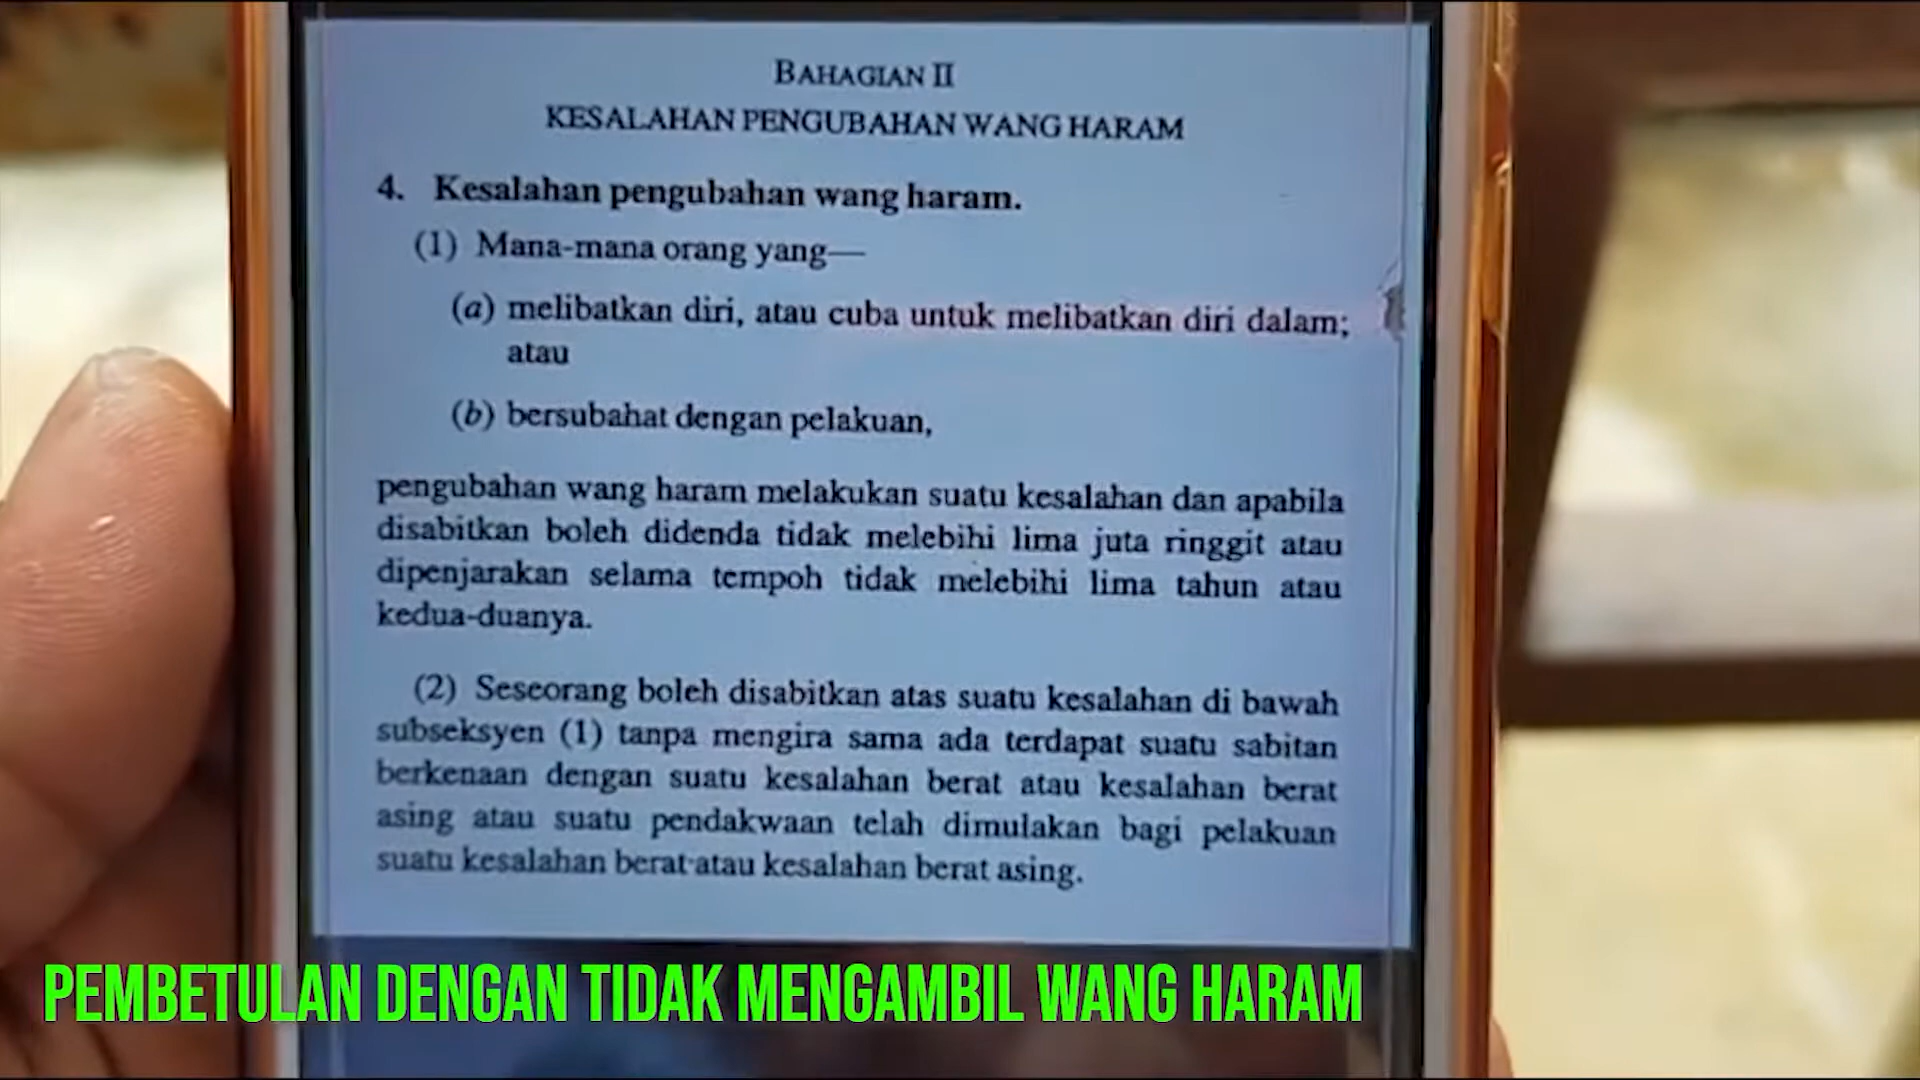 BAHAGIAN II
KESALAHAN PENGUBAHAN WANG HARAM
4. Kesalahan pengubahan wang haram.
(1) Mana-mana orang yang—
(a) melibatkan diri, atau cuba untuk melibatkan diri dalam;
atau
(b) bersubahat dengan pelakuan,
pengubahan wang haram melakukan suatu kesalahan dan apabila
disabitkan boleh didenda tidak melebihi lima juta ringgit atau
dipenjarakan selama tempoh tidak melebihi lima tahun atau
kedua-duanya.
(2) Seseorang boleh disabitkan atas suatu kesalahan di bawah
subseksyen (1) tanpa mengira sama ada terdapat suatu sabitan
berkenaan dengan suatu kesalahan berat atau kesalahan berat
asing atau suatu pendakwaan telah dimulakan bagi pelakuan
suatu kesalahan berat atau kesalahan berat asing.
PEMBETULAN DENGAN TIDAK MENGAMBIL WANG HARAM